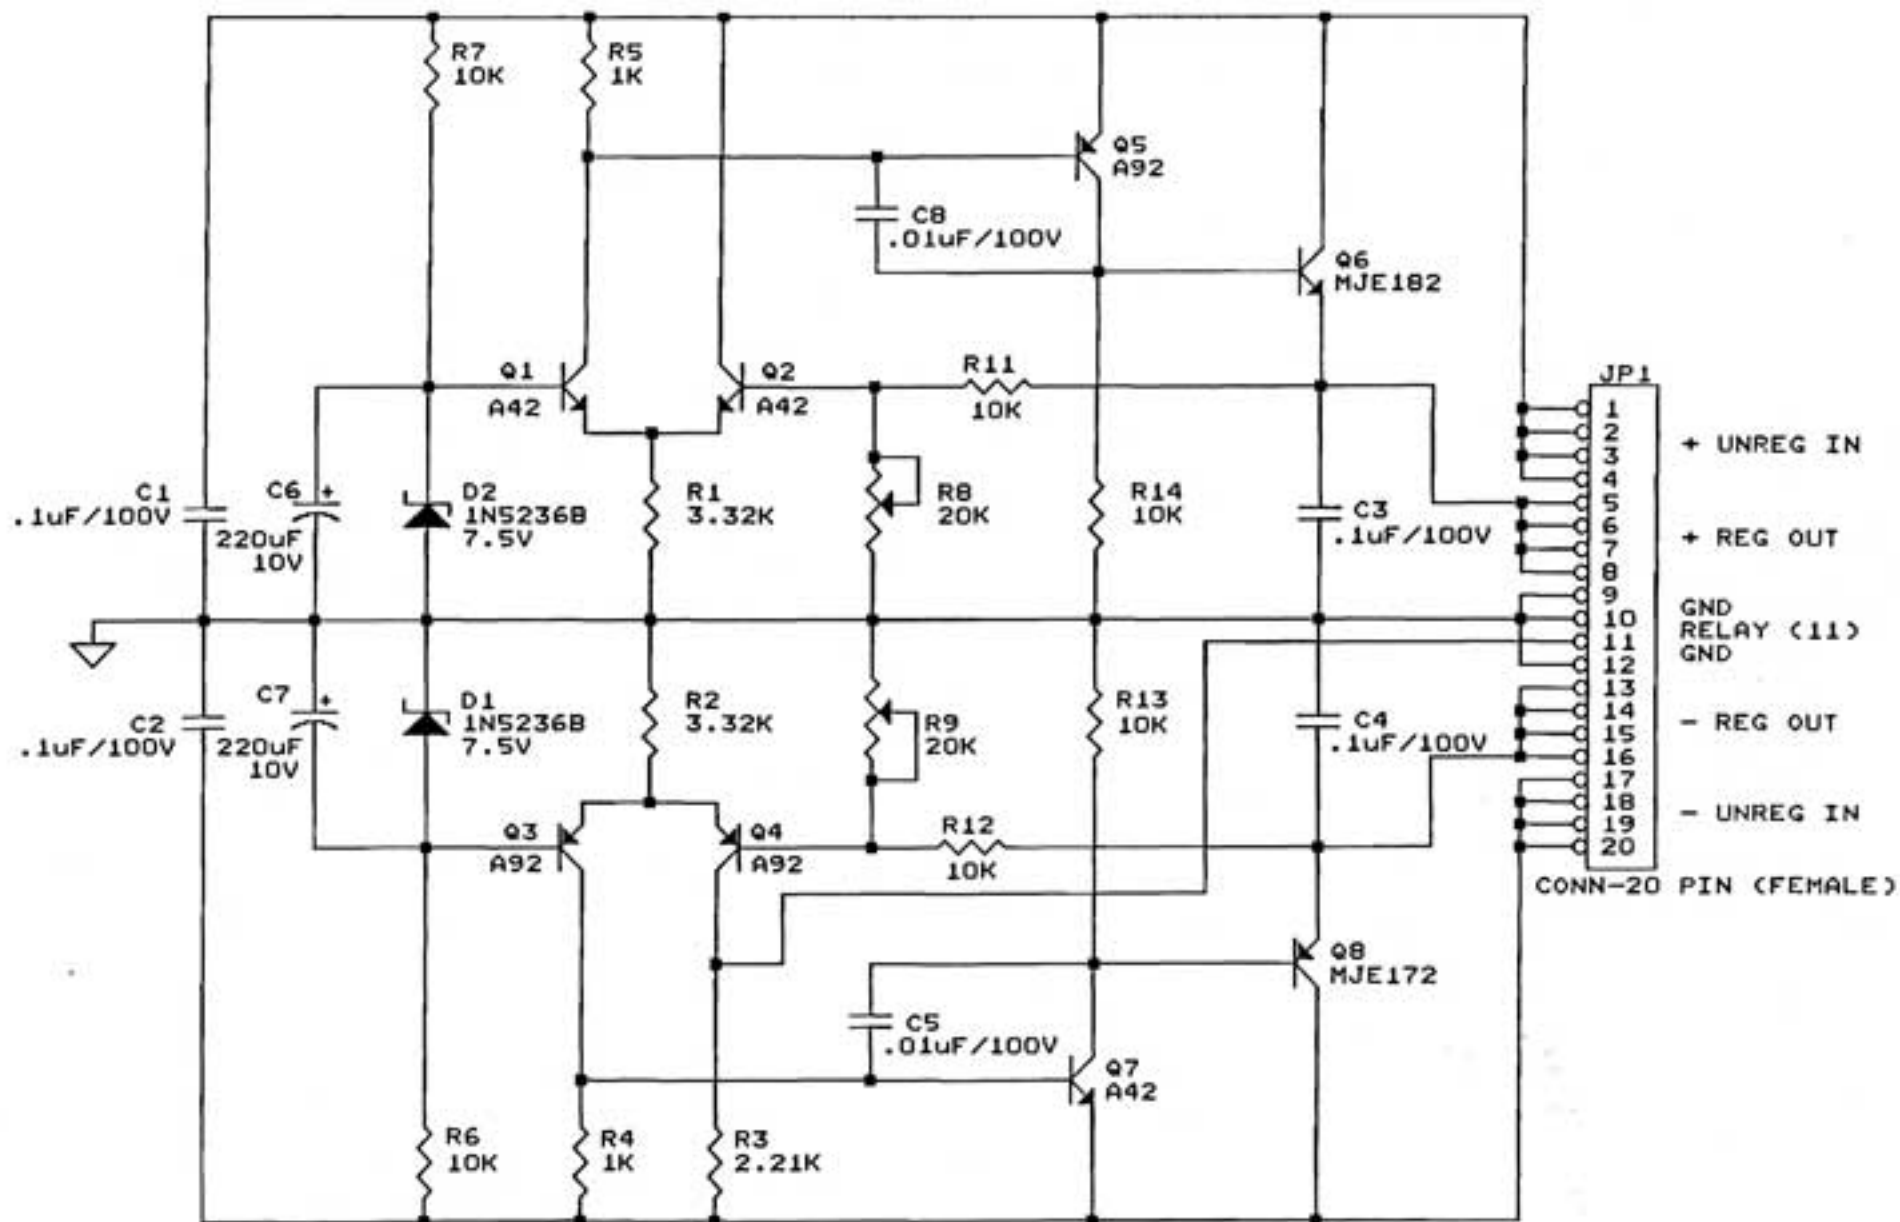 R7
10K
R5
1K
Q5
A92
C8
.01uF/100V
Q6
MJE182
Q1
A42
Q2
A42
R11
10K
JP1
1
2
3
4
5
6
7
8
9
10
11
12
13
14
15
16
17
18
19
20
+ UNREG IN
+ REG OUT
GND
RELAY (11)
GND
- REG OUT
- UNREG IN
CONN-20 PIN (FEMALE)
C1
.1uF/100V
C6
+
220uF
10V
D2
1N5236B
7.5V
R1
3.32K
R8
20K
R14
10K
C3
.1uF/100V
C2
.1uF/100V
C7
+
220uF
10V
D1
1N5236B
7.5V
R2
3.32K
R9
20K
R13
10K
C4
.1uF/100V
Q3
A92
Q4
A92
R12
10K
Q8
MJE172
C5
.01uF/100V
Q7
A42
R6
10K
R4
1K
R3
2.21K